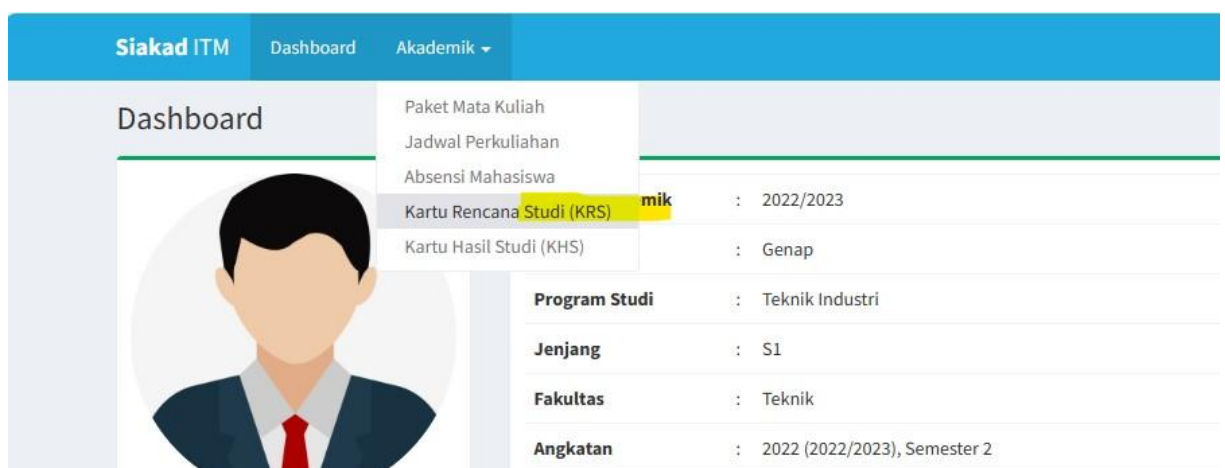 Siakad ITM Dashboard Akademik
Dashboard
Paket Mata Kuliah
Jadwal Perkuliahan
Absensi Mahasiswa
Kartu Rencana Studi (KRS)
Kartu Hasil Studi (KHS)
mik : 2022/2023
: Genap
Program Studi : Teknik Industri
Jenjang : S1
Fakultas : Teknik
Angkatan : 2022 (2022/2023), Semester 2